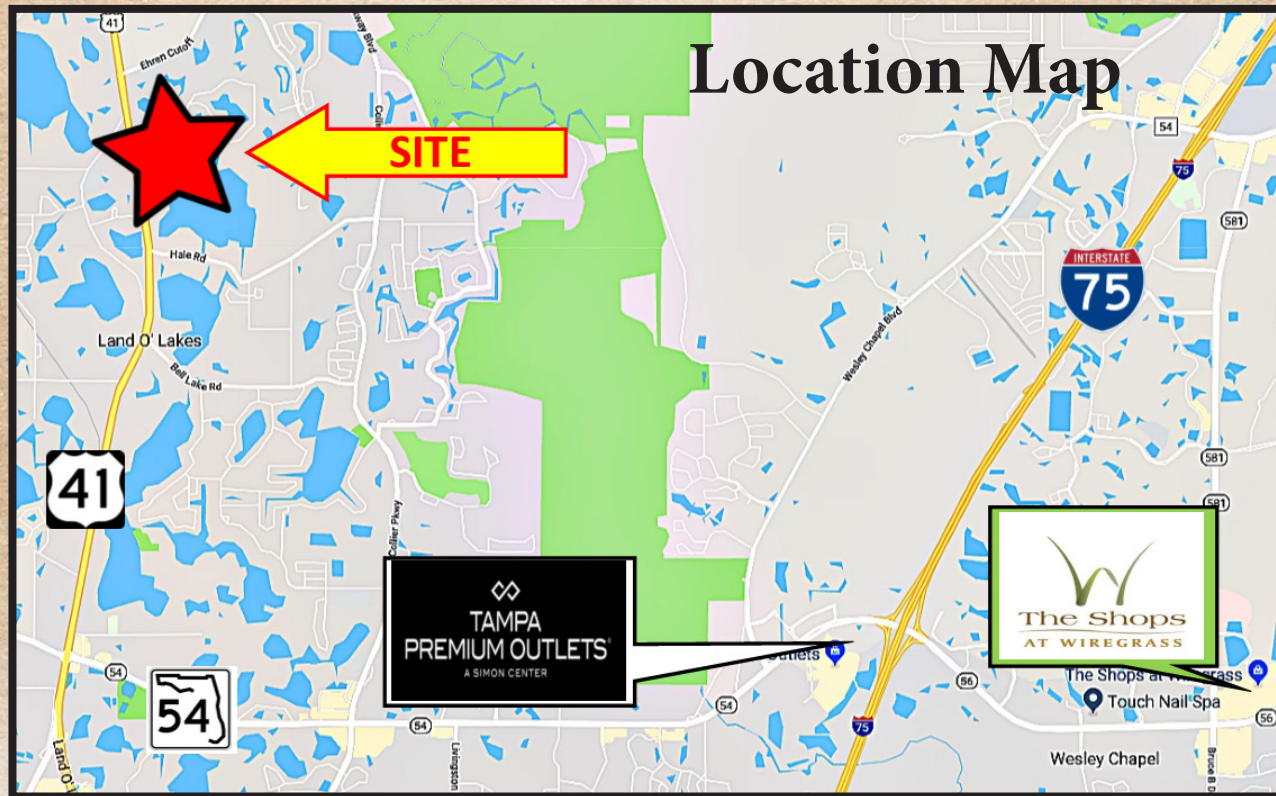 41
Ehren Cutoff
Location Map
SITE
54
75
581
Hale Rd
INTERSTATE
75
Land O' Lakes
Wesley Chapel Blvd
Bell Lake Rd
41
581
581
Collier Pkwy
TAMPA
PREMIUM OUTLETS
A SIMON CENTER
The Shops
AT WIREGRASS
The Shops at Wiregrass
54
56
Touch Nail Spa
54
54
54
75
56
Livingston
Wesley Chapel